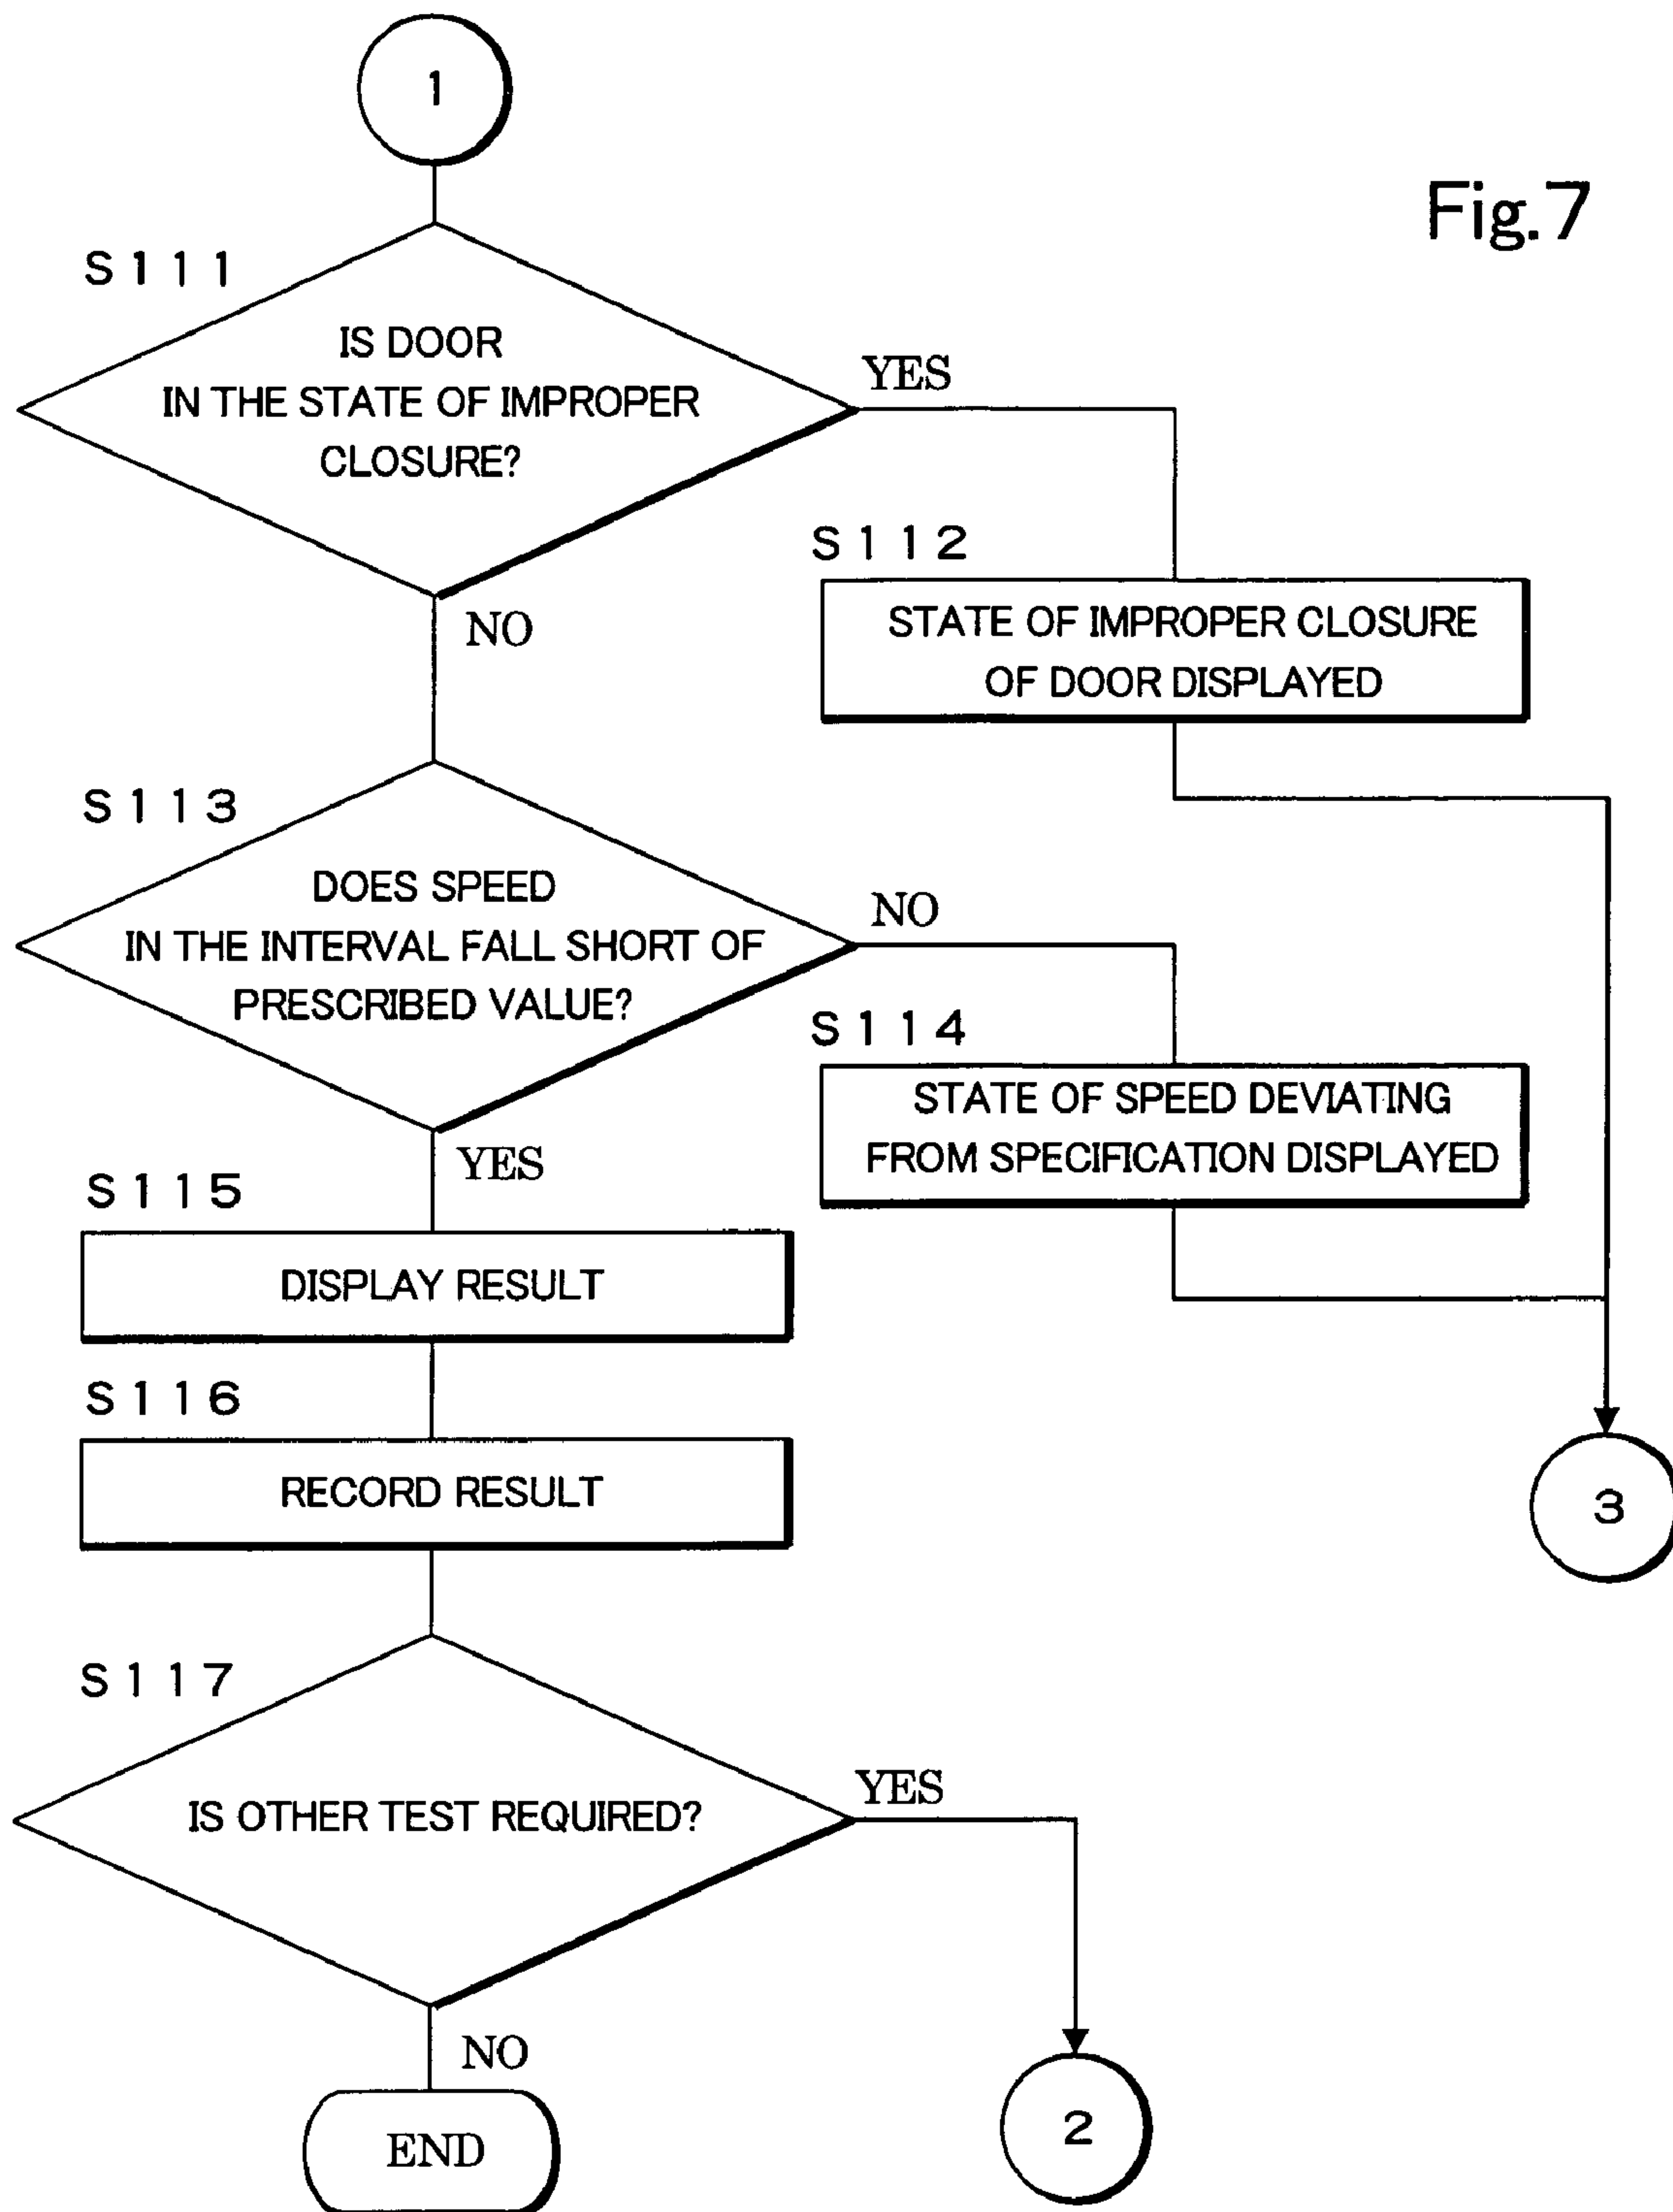 1
Fig.7
S111
IS DOOR
IN THE STATE OF IMPROPER
CLOSURE?
YES
NO
S112
STATE OF IMPROPER CLOSURE
OF DOOR DISPLAYED
S113
DOES SPEED
IN THE INTERVAL FALL SHORT OF
PRESCRIBED VALUE?
NO
YES
S114
STATE OF SPEED DEVIATING
FROM SPECIFICATION DISPLAYED
S115
DISPLAY RESULT
S116
RECORD RESULT
3
S117
IS OTHER TEST REQUIRED?
YES
NO
END
2